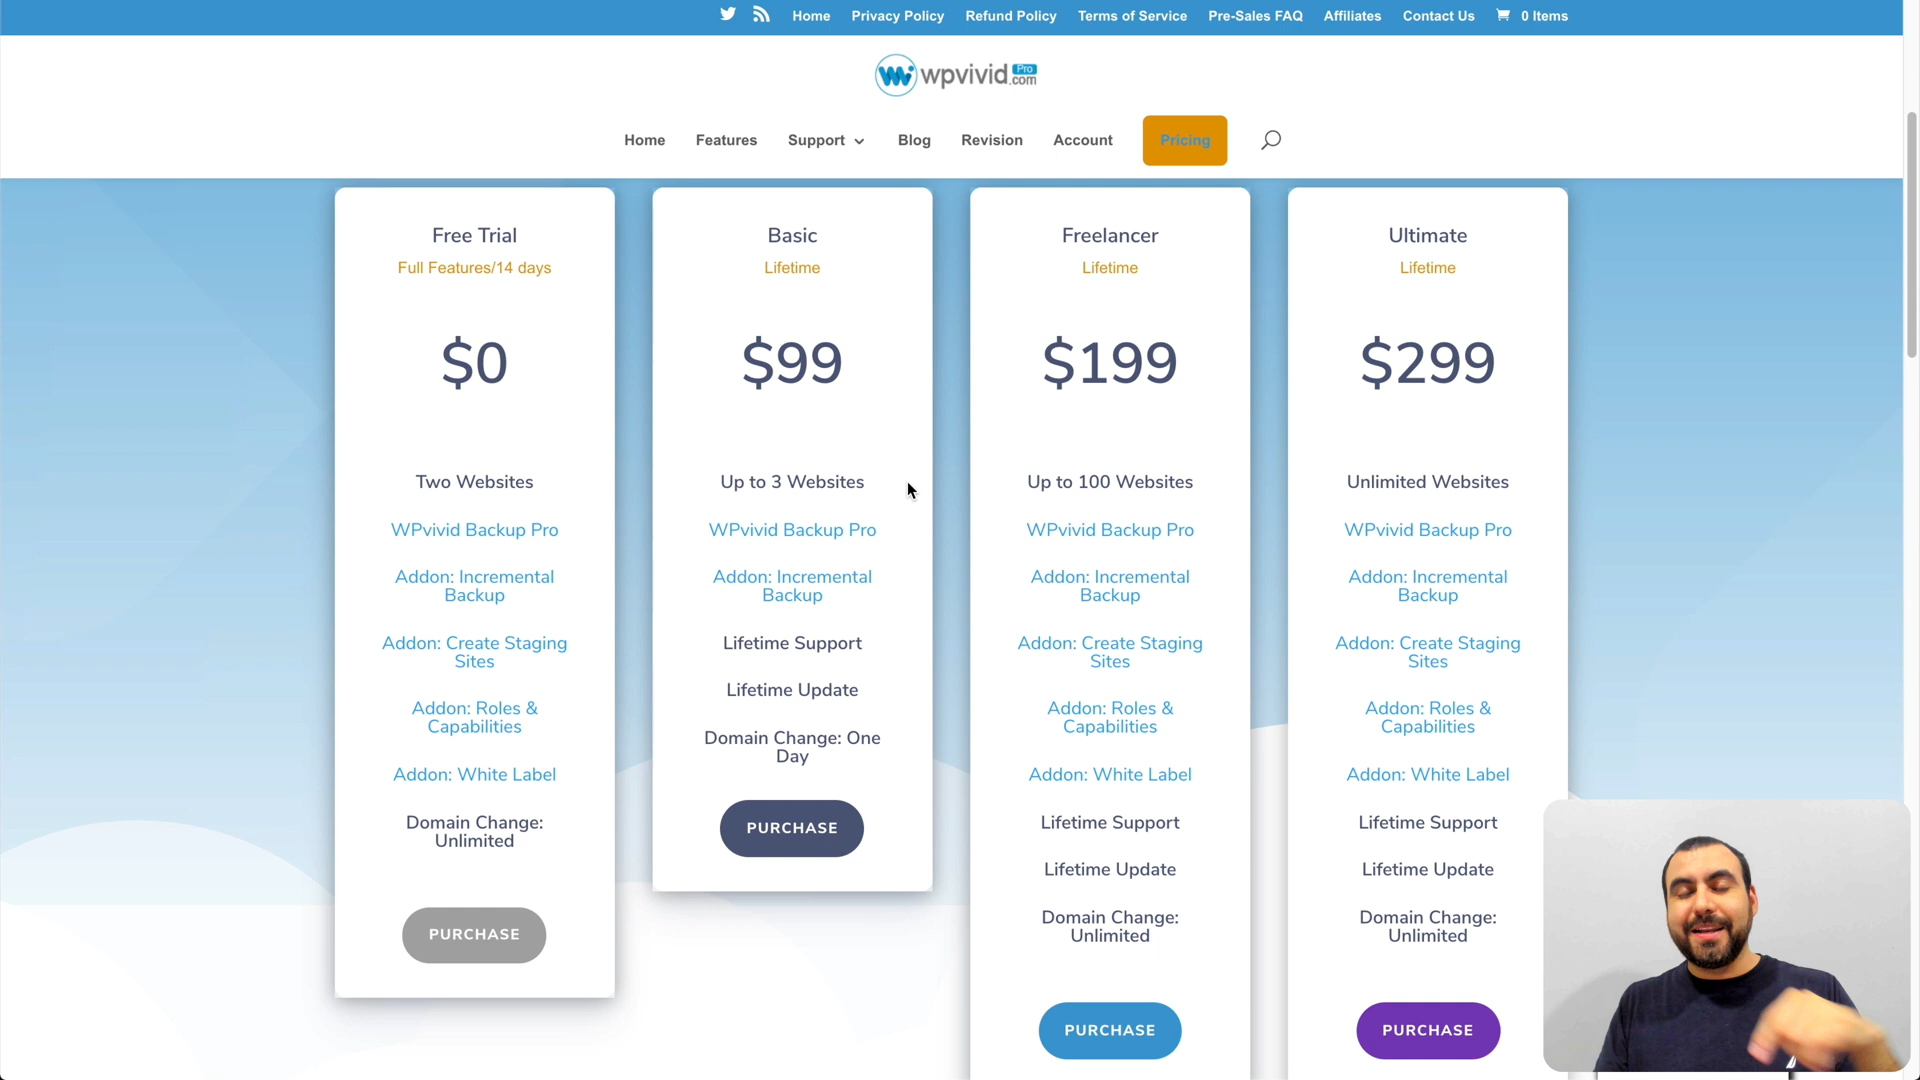 Home Privacy Policy Refund Policy Terms of Service Pre-Sales FAQ Affiliates Contact Us 0 Items
wpvivid Pro .com
Home Features Support Blog Revision Account Pricing
Free Trial
Full Features/14 days
$0
Two Websites
WPvivid Backup Pro
Addon: Incremental
Backup
Addon: Create Staging
Sites
Addon: Roles &
Capabilities
Addon: White Label
Domain Change:
Unlimited
PURCHASE
Basic
Lifetime
$99
Up to 3 Websites
WPvivid Backup Pro
Addon: Incremental
Backup
Lifetime Support
Lifetime Update
Domain Change: One
Day
PURCHASE
Freelancer
Lifetime
$199
Up to 100 Websites
WPvivid Backup Pro
Addon: Incremental
Backup
Addon: Create Staging
Sites
Addon: Roles &
Capabilities
Addon: White Label
Lifetime Support
Lifetime Update
Domain Change:
Unlimited
PURCHASE
Ultimate
Lifetime
$299
Unlimited Websites
WPvivid Backup Pro
Addon: Incremental
Backup
Addon: Create Staging
Sites
Addon: Roles &
Capabilities
Addon: White Label
Lifetime Support
Lifetime Update
Domain Change:
Unlimited
PURCHASE